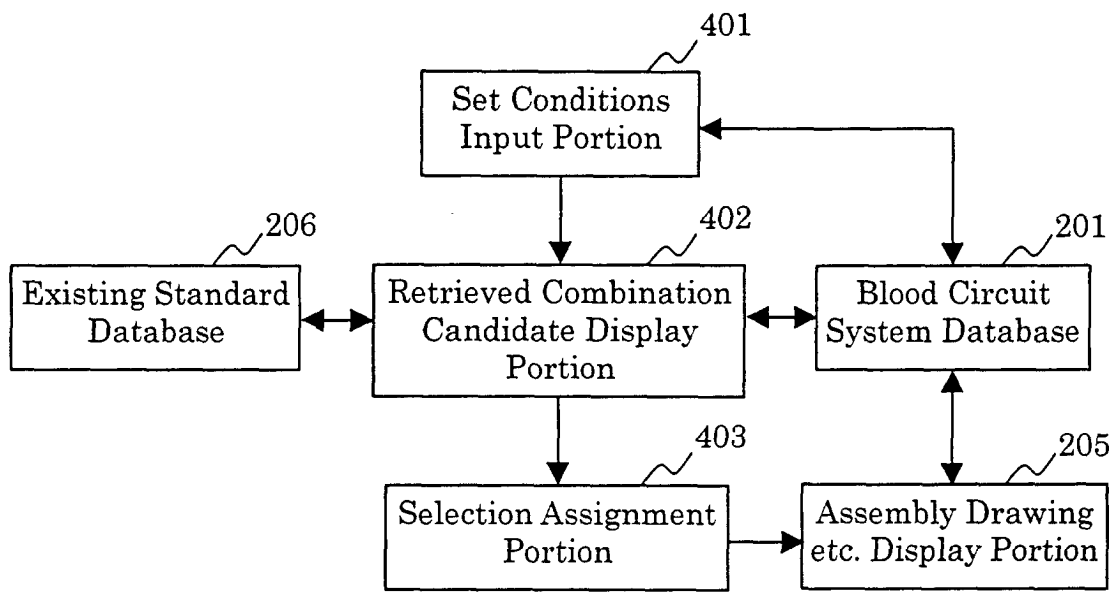 401
Set Conditions
Input Portion
206
402
201
Existing Standard
Database
Retrieved Combination
Candidate Display
Portion
Blood Circuit
System Database
403
205
Selection Assignment
Portion
Assembly Drawing
etc. Display Portion